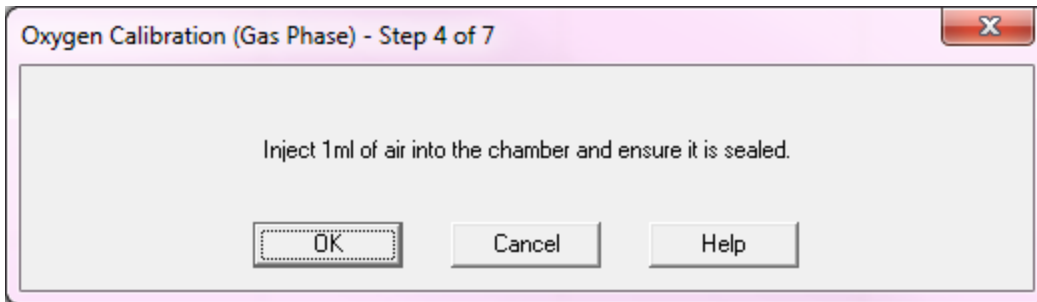 Oxygen Calibration (Gas Phase) - Step 4 of 7
Inject 1ml of air into the chamber and ensure it is sealed.
OK
Cancel
Help